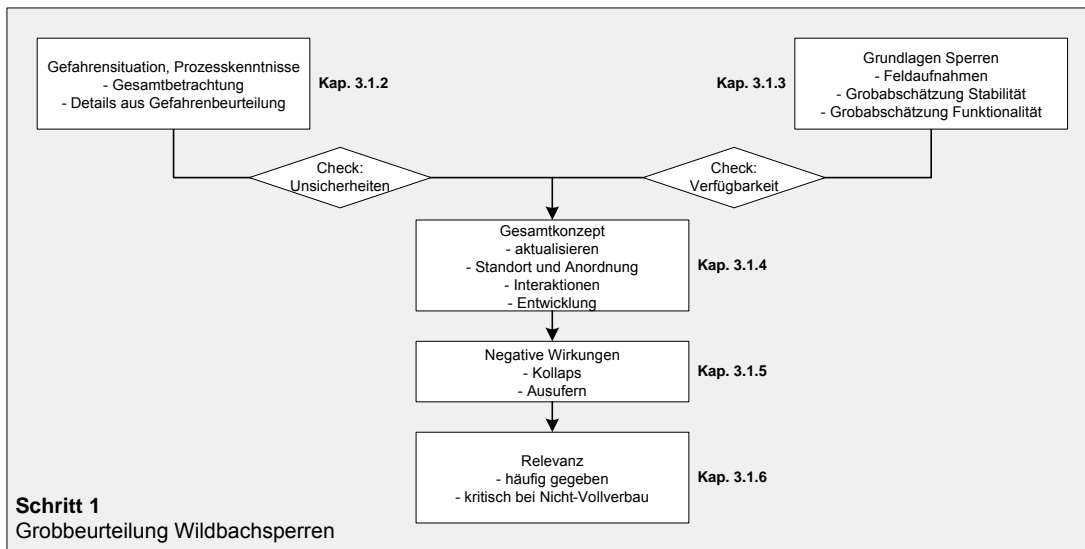 Gefahrensituation, Prozesskenntnisse
- Gesamtbetrachtung
- Details aus Gefahrenbeurteilung
Kap. 3.1.2
Kap. 3.1.3
Grundlagen Sperren
- Feldaufnahmen
- Grobabschätzung Stabilität
- Grobabschätzung Funktionalität
Check:
Unsicherheiten
Check:
Verfügbarkeit
Gesamtkonzept
- aktualisieren
- Standort und Anordnung
- Interaktionen
- Entwicklung
Kap. 3.1.4
Negative Wirkungen
- Kollaps
- Ausufern
Kap. 3.1.5
Relevanz
- häufig gegeben
- kritisch bei Nicht-Vollverbau
Kap. 3.1.6
Schritt 1
Grobbeurteilung Wildbachsperren